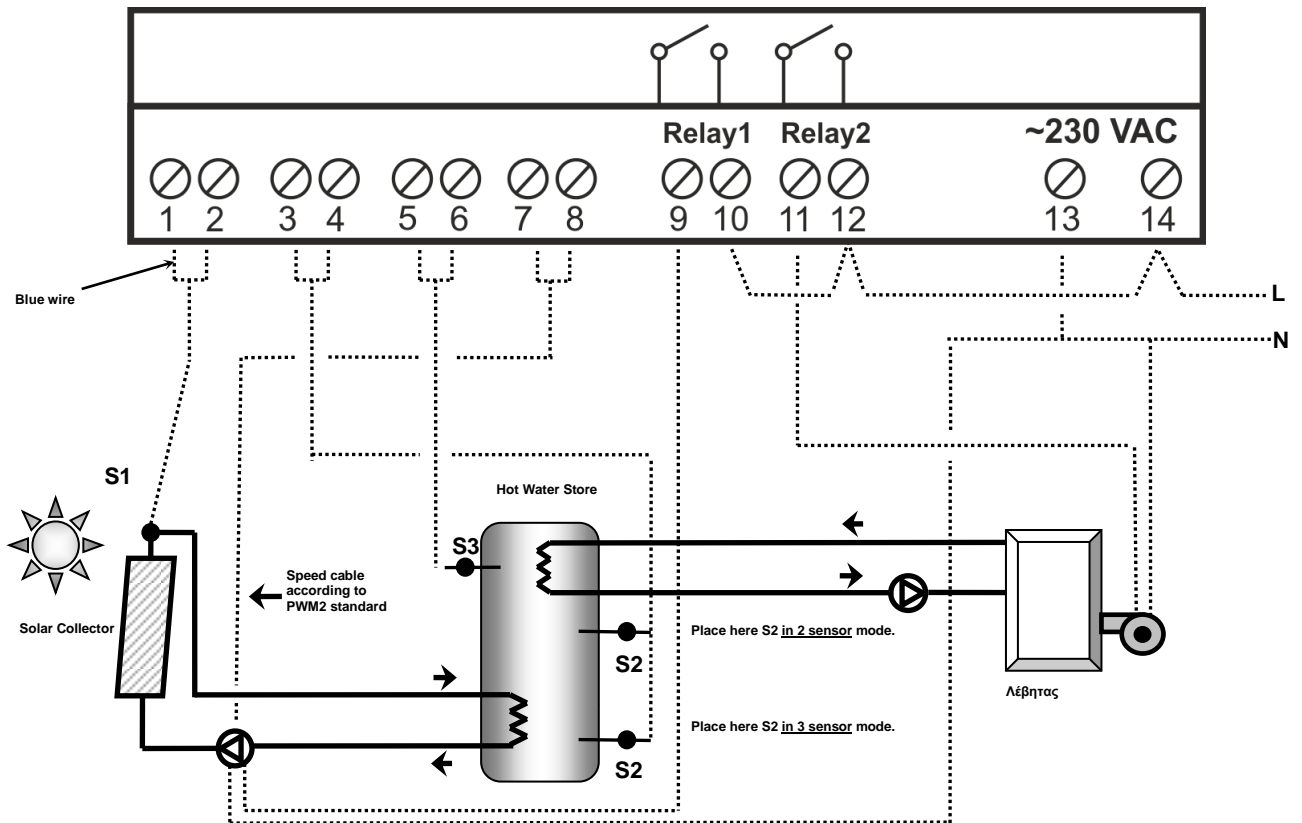 Relay1 Relay2 ~230 VAC
1 2 3 4 5 6 7 8 9 10 11 12 13 14
Blue wire
L
N
S1
Hot Water Store
S3
Speed cable
according to
PWM2 standard
Solar Collector
Place here S2 in 2 sensor mode.
S2
Λέβητας
Place here S2 in 3 sensor mode.
S2